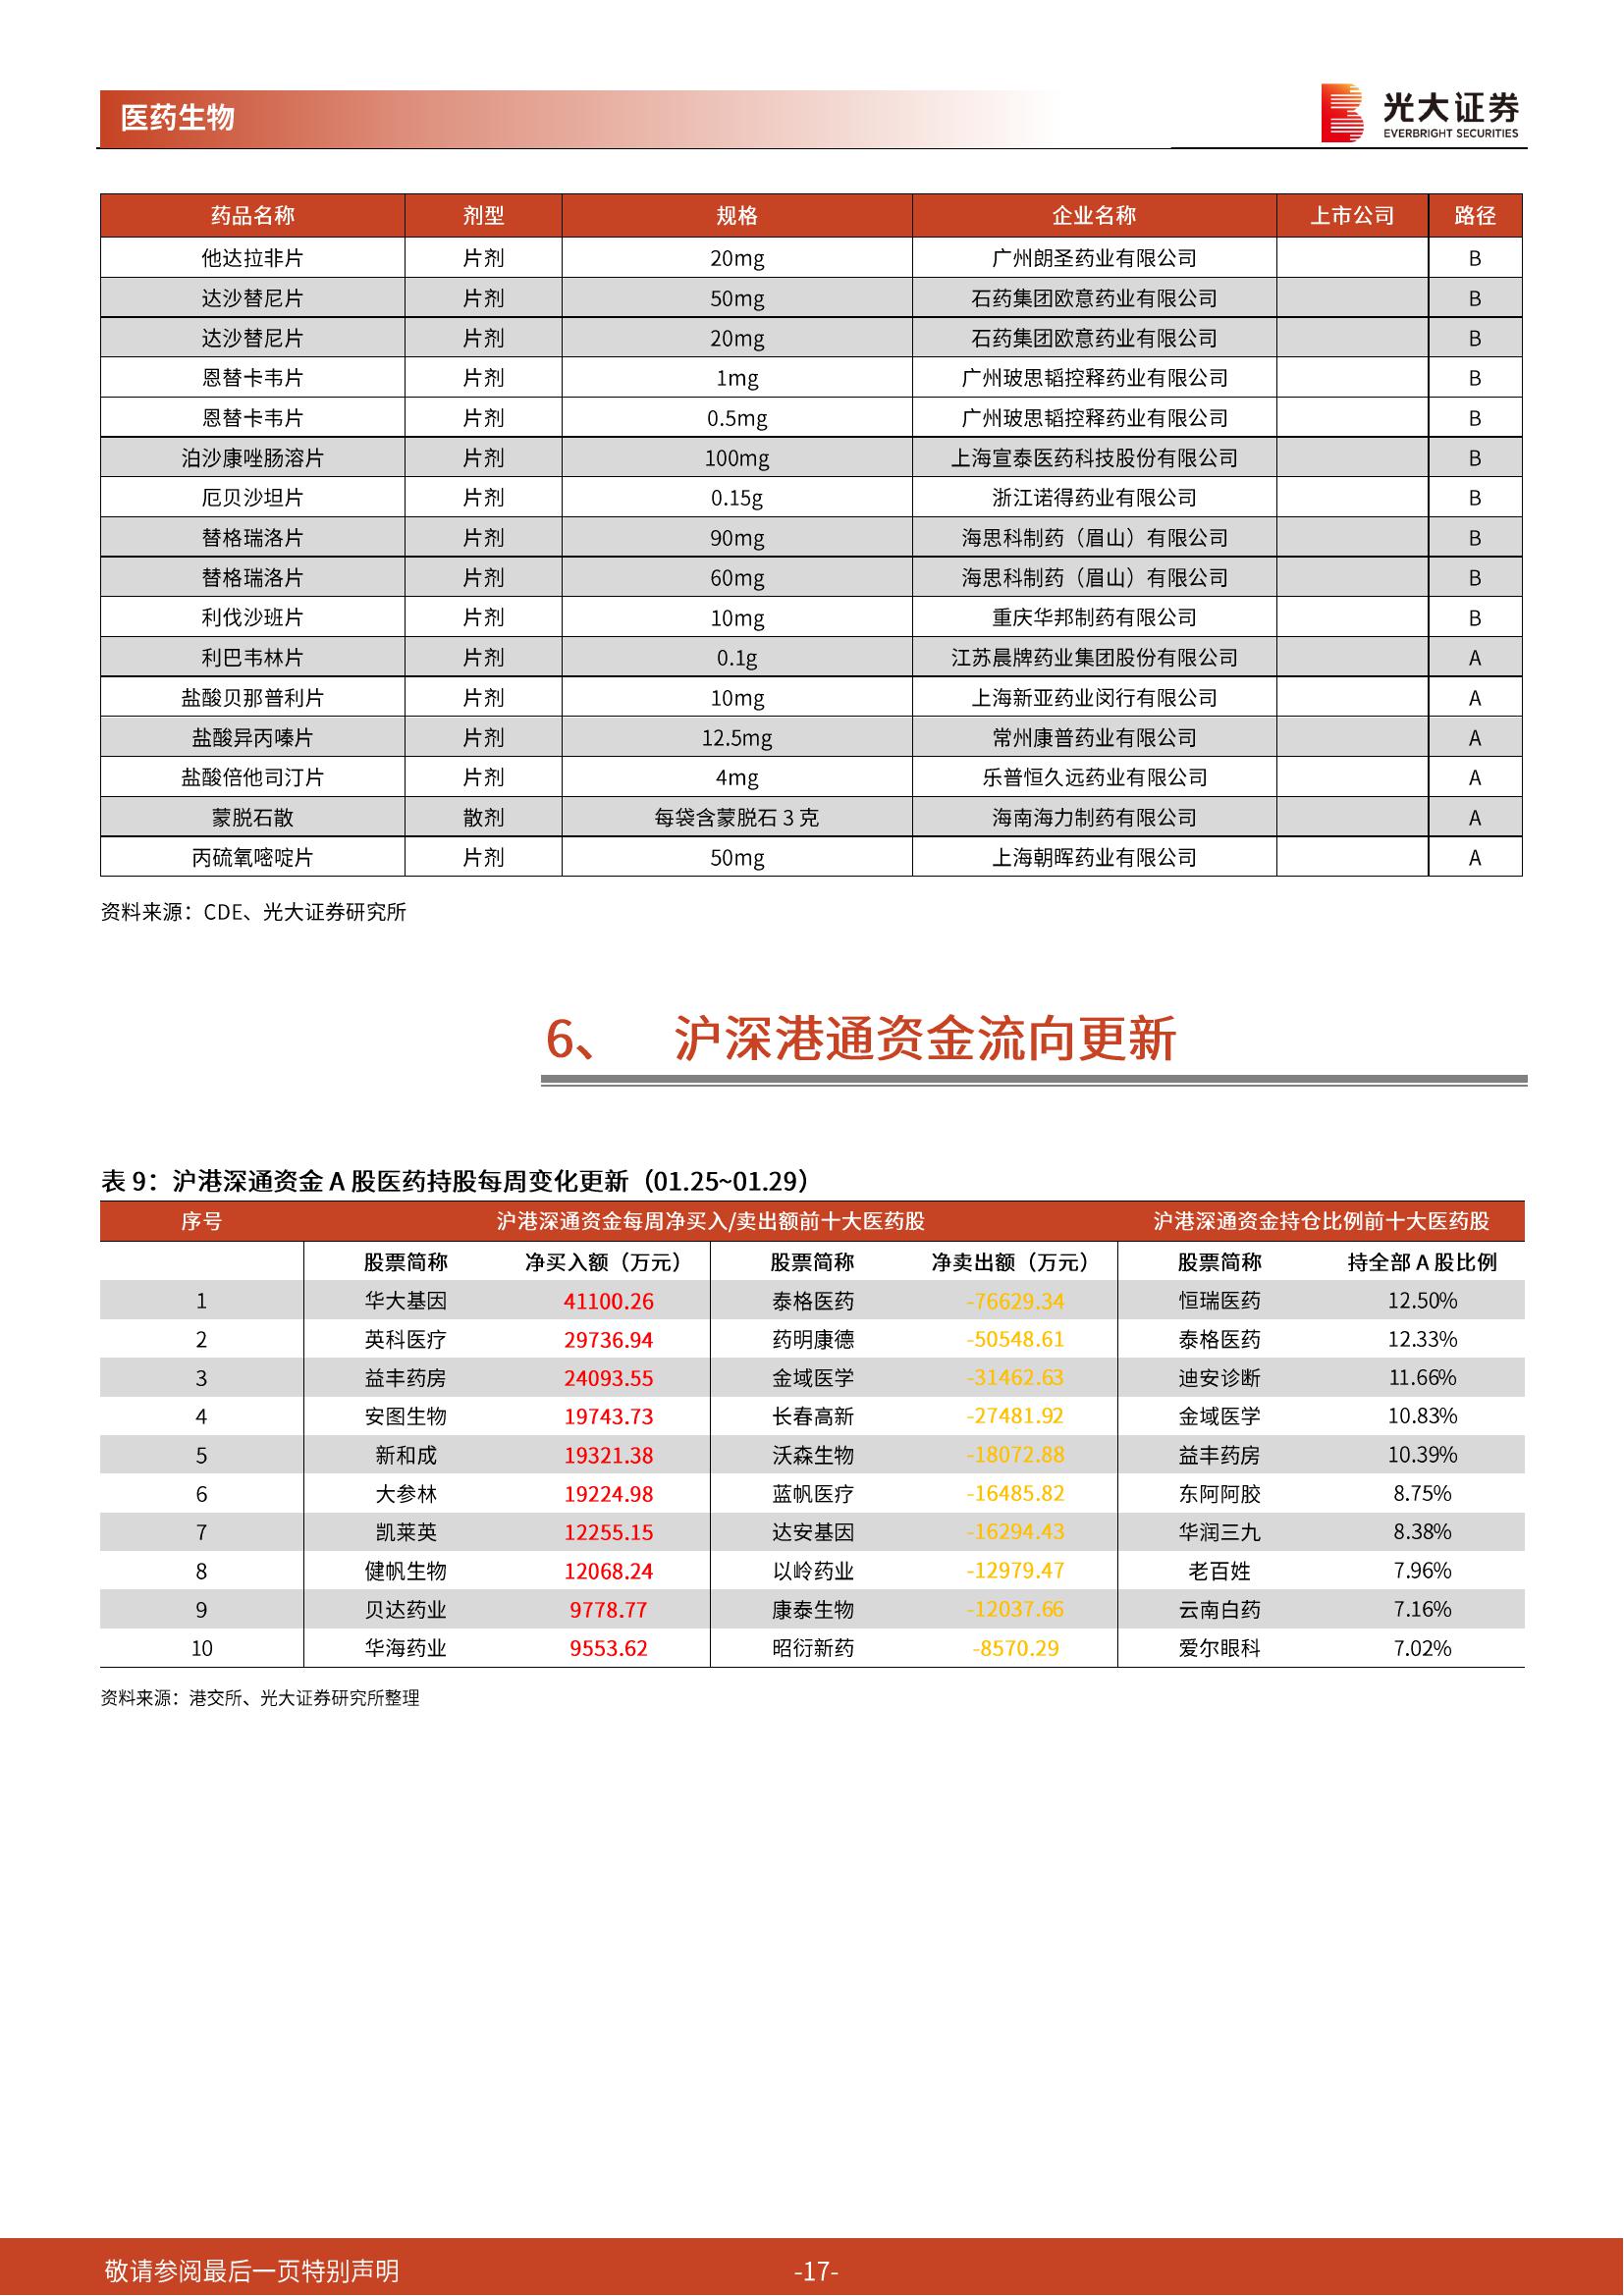 医药生物
光大证券
EVERBRIGHT SECURITIES
药品名称 剂型 规格 企业名称 上市公司 路径
他达拉非片 片剂 20mg 广州朗圣药业有限公司 B
达沙替尼片 片剂 50mg 石药集团欧意药业有限公司 B
达沙替尼片 片剂 20mg 石药集团欧意药业有限公司 B
恩替卡韦片 片剂 1mg 广州玻思韬控释药业有限公司 B
恩替卡韦片 片剂 0.5mg 广州玻思韬控释药业有限公司 B
泊沙康唑肠溶片 片剂 100mg 上海宣泰医药科技股份有限公司 B
厄贝沙坦片 片剂 0.15g 浙江诺得药业有限公司 B
替格瑞洛片 片剂 90mg 海思科制药（眉山）有限公司 B
替格瑞洛片 片剂 60mg 海思科制药（眉山）有限公司 B
利伐沙班片 片剂 10mg 重庆华邦制药有限公司 B
利巴韦林片 片剂 0.1g 江苏晨牌药业集团股份有限公司 A
盐酸贝那普利片 片剂 10mg 上海新亚药业闵行有限公司 A
盐酸异丙嗪片 片剂 12.5mg 常州康普药业有限公司 A
盐酸倍他司汀片 片剂 4mg 乐普恒久远药业有限公司 A
蒙脱石散 散剂 每袋含蒙脱石 3 克 海南海力制药有限公司 A
丙硫氧嘧啶片 片剂 50mg 上海朝晖药业有限公司 A
资料来源：CDE、光大证券研究所
6、 沪深港通资金流向更新
表 9：沪港深通资金 A 股医药持股每周变化更新（01.25~01.29）
序号 沪港深通资金每周净买入/卖出额前十大医药股 沪港深通资金持仓比例前十大医药股
股票简称 净买入额（万元） 股票简称 净卖出额（万元） 股票简称 持全部 A 股比例
1 华大基因 41100.26 泰格医药 -76629.34 恒瑞医药 12.50%
2 英科医疗 29736.94 药明康德 -50548.61 泰格医药 12.33%
3 益丰药房 24093.55 金域医学 -31462.63 迪安诊断 11.66%
4 安图生物 19743.73 长春高新 -27481.92 金域医学 10.83%
5 新和成 19321.38 沃森生物 -18072.88 益丰药房 10.39%
6 大参林 19224.98 蓝帆医疗 -16485.82 东阿阿胶 8.75%
7 凯莱英 12255.15 达安基因 -16294.43 华润三九 8.38%
8 健帆生物 12068.24 以岭药业 -12979.47 老百姓 7.96%
9 贝达药业 9778.77 康泰生物 -12037.66 云南白药 7.16%
10 华海药业 9553.62 昭衍新药 -8570.29 爱尔眼科 7.02%
资料来源：港交所、光大证券研究所整理
敬请参阅最后一页特别声明 -17-